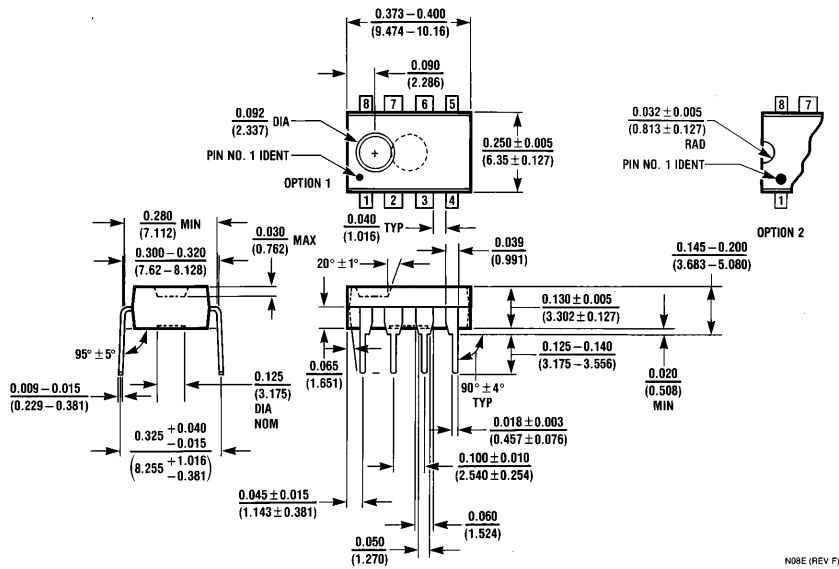 0.373 – 0.400
(9.474 – 10.16)
0.090
(2.286)
8 7 6 5
0.092 DIA
(2.337)
PIN NO. 1 IDENT
OPTION 1
+
0.250 ± 0.005
(6.35 ± 0.127)
1 2 3 4
8 7
0.032 ± 0.005
(0.813 ± 0.127)
RAD
PIN NO. 1 IDENT
1
OPTION 2
0.280 MIN
(7.112)
0.030 MAX
(0.762)
0.040 TYP
(1.016)
0.039
(0.991)
0.145 – 0.200
(3.683 – 5.080)
0.300 – 0.320
(7.62 – 8.128)
20° ± 1°
0.130 ± 0.005
(3.302 ± 0.127)
95° ± 5°
0.065
(1.651)
0.125 – 0.140
(3.175 – 3.556)
90° ± 4°
TYP
0.020
(0.508)
MIN
0.009 – 0.015
(0.229 – 0.381)
0.125
(3.175)
DIA
NOM
0.018 ± 0.003
(0.457 ± 0.076)
0.325 +0.040
–0.015
(8.255 +1.016
–0.381)
0.100 ± 0.010
(2.540 ± 0.254)
0.045 ± 0.015
(1.143 ± 0.381)
0.060
(1.524)
0.050
(1.270)
N08E (REV F)